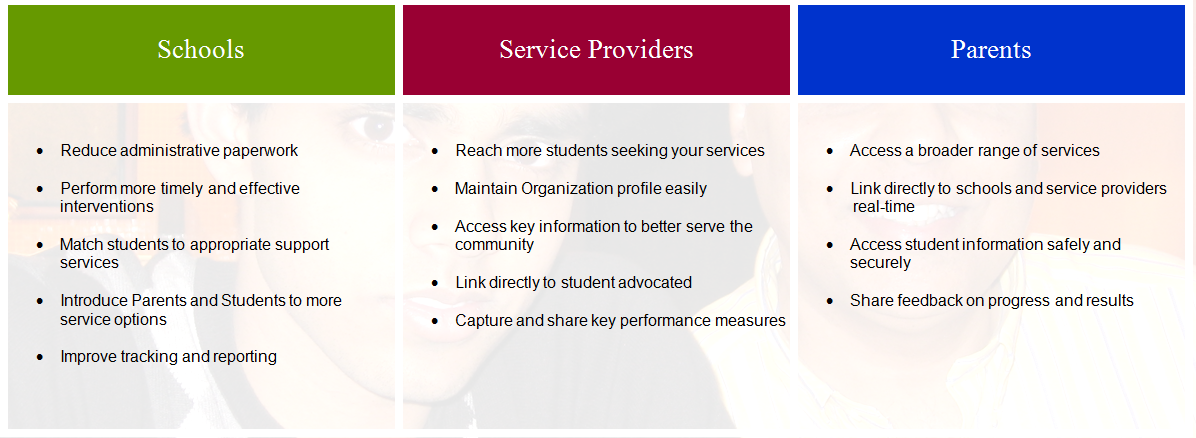 Schools
Reduce administrative paperwork
Perform more timely and effective
interventions
Match students to appropriate support
services
Introduce Parents and Students to more
service options
Improve tracking and reporting
Service Providers
Reach more students seeking your services
Maintain Organization profile easily
Access key information to better serve the
community
Link directly to student advocated
Capture and share key performance measures
Parents
Access a broader range of services
Link directly to schools and service providers
real-time
Access student information safely and
securely
Share feedback on progress and results